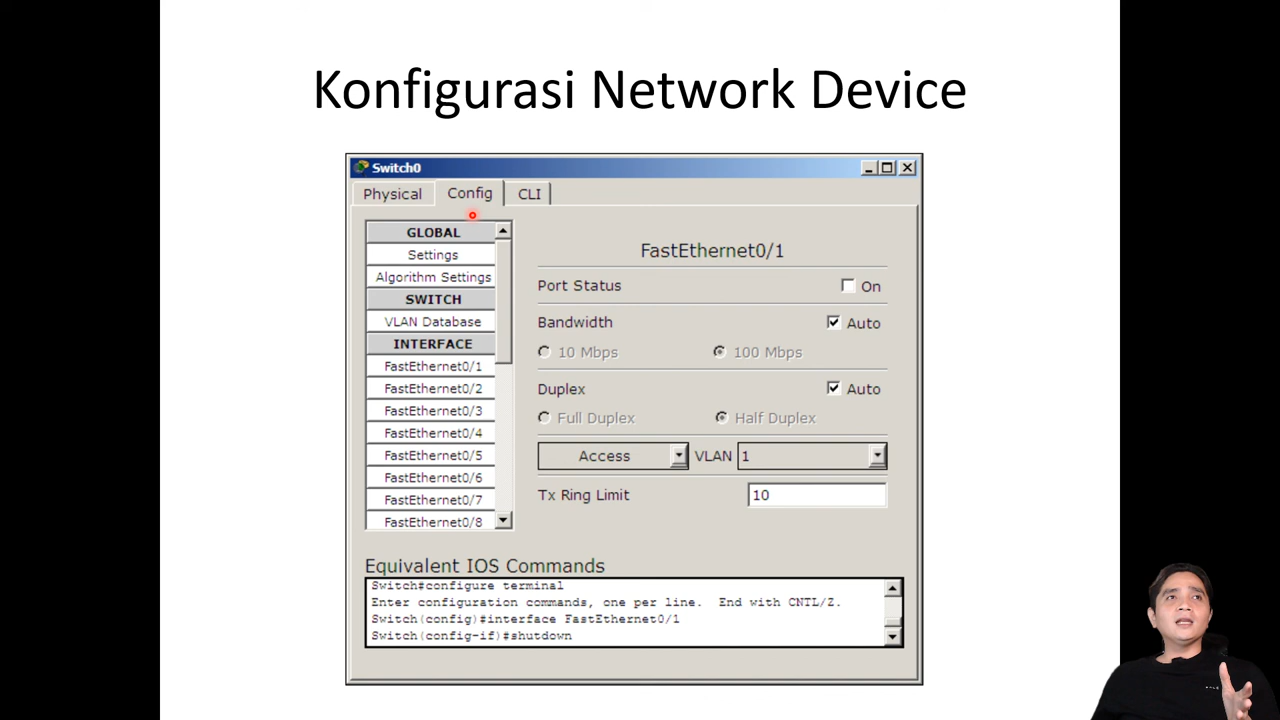 Konfigurasi Network Device
Switch0
Physical Config CLI
GLOBAL
Settings
Algorithm Settings
SWITCH
VLAN Database
INTERFACE
FastEthernet0/1
FastEthernet0/2
FastEthernet0/3
FastEthernet0/4
FastEthernet0/5
FastEthernet0/6
FastEthernet0/7
FastEthernet0/8
FastEthernet0/1
Port Status On
Bandwidth Auto
10 Mbps 100 Mbps
Duplex Auto
Full Duplex Half Duplex
Access VLAN 1
Tx Ring Limit 10
Equivalent IOS Commands
Switch#configure terminal
Enter configuration commands, one per line. End with CNTL/Z.
Switch(config)#interface FastEthernet0/1
Switch(config-if)#shutdown